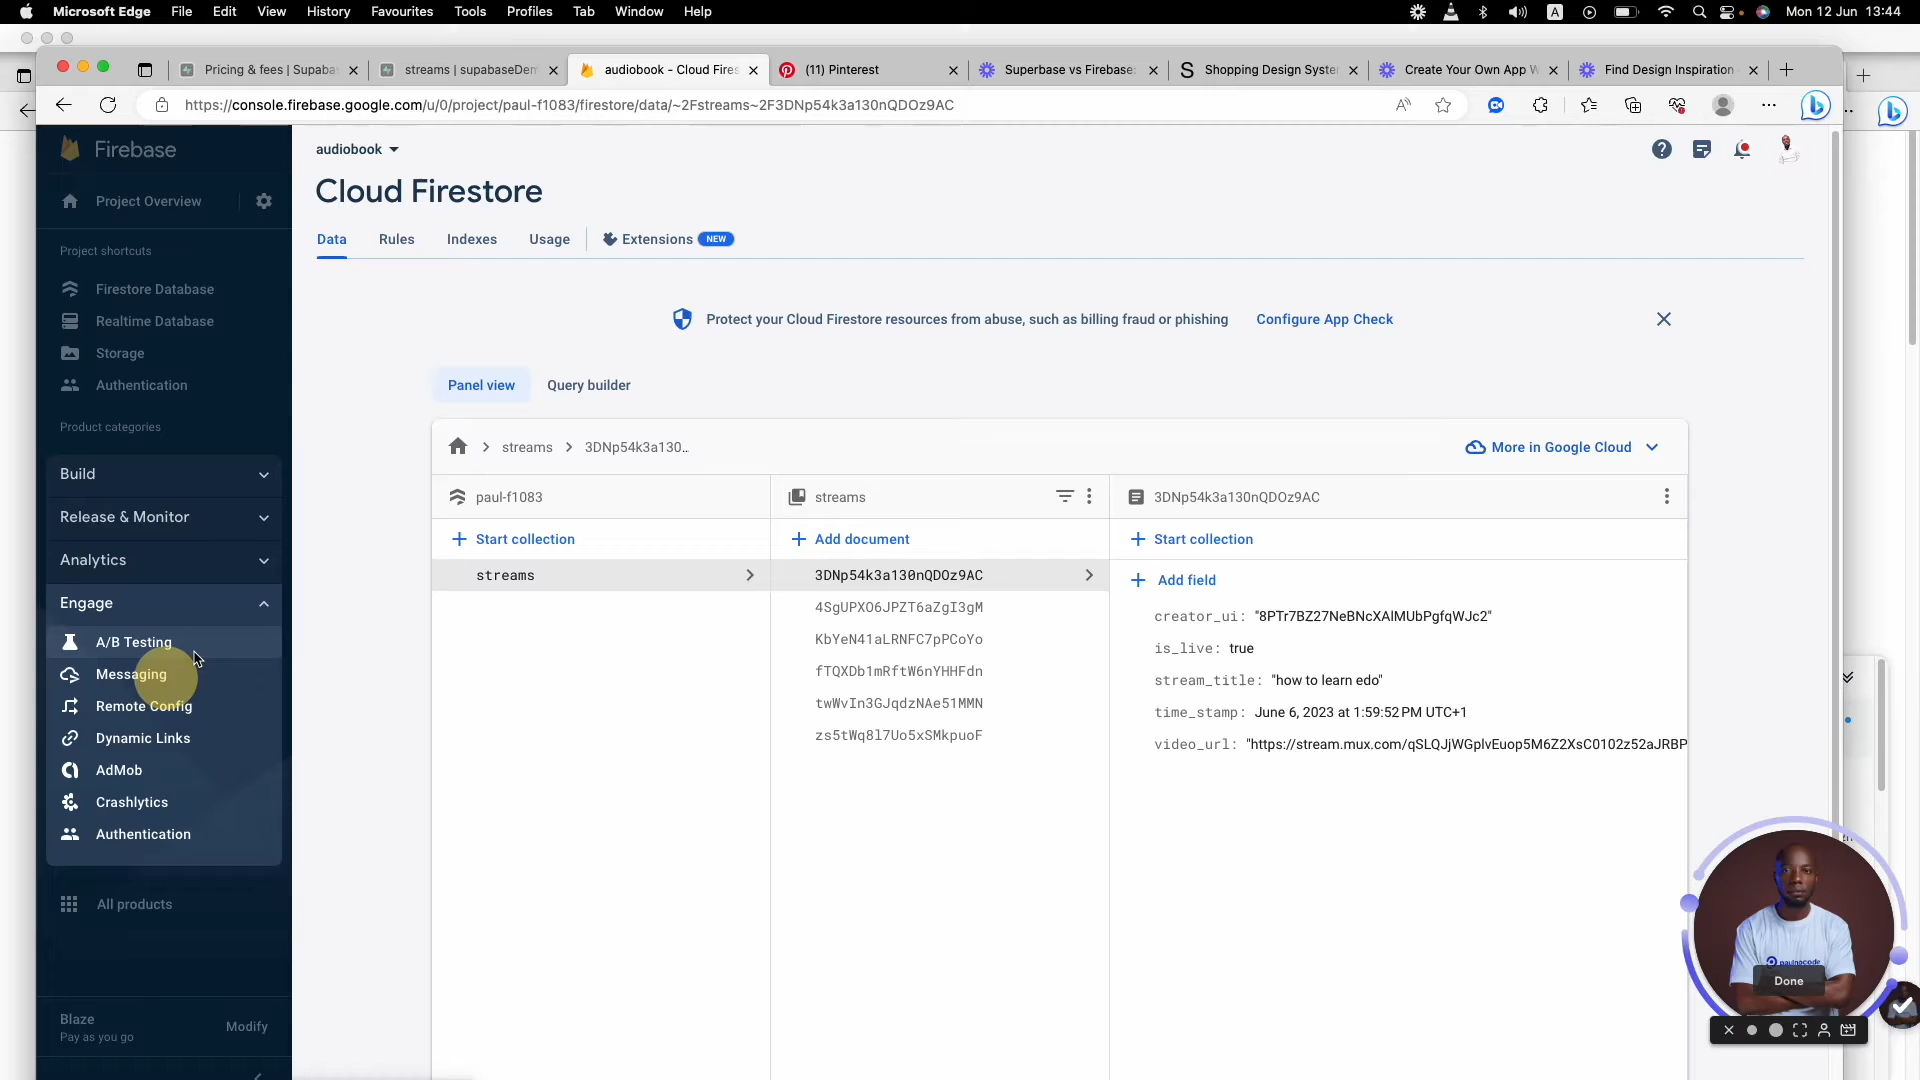 Microsoft Edge File Edit View History Favourites Tools Profiles Tab Window Help
A Mon 12 Jun 13:44
Pricing & fees | Supaba
streams | supabaseDem
audiobook - Cloud Fires
(11) Pinterest
Superbase vs Firebase:
Shopping Design Syste
Create Your Own App W
Find Design Inspiration
https://console.firebase.google.com/u/0/project/paul-f1083/firestore/data/~2Fstreams~2F3DNp54k3a130nQDOz9AC
Firebase
Project Overview
Project shortcuts
Firestore Database
Realtime Database
Storage
Authentication
Product categories
Build
Release & Monitor
Analytics
Engage
A/B Testing
Messaging
Remote Config
Dynamic Links
AdMob
Crashlytics
Authentication
All products
Blaze
Pay as you go
Modify
audiobook
Cloud Firestore
Data Rules Indexes Usage Extensions NEW
Protect your Cloud Firestore resources from abuse, such as billing fraud or phishing Configure App Check
Panel view Query builder
streams 3DNp54k3a130...
More in Google Cloud
paul-f1083
Start collection
streams
streams
Add document
3DNp54k3a130nQDOz9AC
4SgUPXO6JPZT6aZgI3gM
KbYeN41aLRNFC7pPCoYo
fTQXDb1mRftW6nYHHFdn
twWvIn3GJqdzNAe51MMN
zs5tWq8l7Uo5xSMkpuoF
3DNp54k3a130nQDOz9AC
Start collection
Add field
creator_ui: "8PTr7BZ27NeBNcXAlMUbPgfqWJc2"
is_live: true
stream_title: "how to learn edo"
time_stamp: June 6, 2023 at 1:59:52 PM UTC+1
video_url: "https://stream.mux.com/qSLQJjWGplvEuop5M6Z2XsC0102z52aJRBP
paulnocode
Done